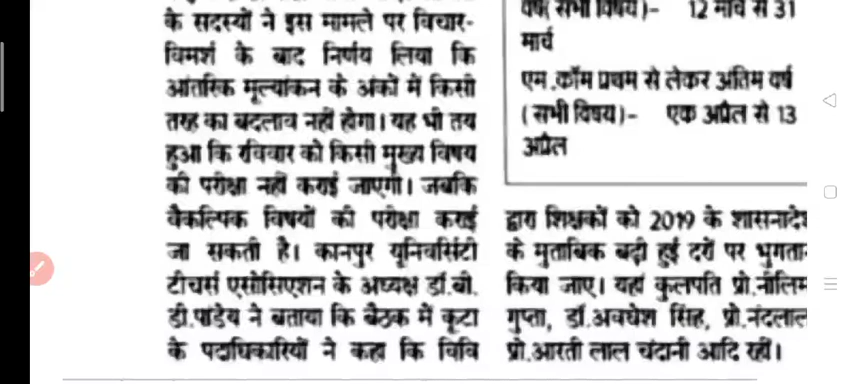 के सदस्यों ने इस मामले पर विचार-
विमर्श के बाद निर्णय लिया कि
आंतरिक मूल्यांकन के अंकों में किसी
तरह का बदलाव नहीं होगा। यह भी तय
हुआ कि रविवार को किसी मुख्य विषय
की परीक्षा नहीं कराई जाएगी। जबकि
वैकल्पिक विषयों की परीक्षा कराई
जा सकती है। कानपुर यूनिवर्सिटी
टीचर्स एसोसिएशन के अध्यक्ष डॉ.बी.
डी.पांडेय ने बताया कि बैठक में कूटा
के पदाधिकारियों ने कहा कि विवि
वर्ष( सभी विषय)- 12 मार्च से 31
मार्च
एम.कॉम प्रथम से लेकर अंतिम वर्ष
(सभी विषय)- एक अप्रैल से 13
अप्रैल
द्वारा शिक्षकों को 2019 के शासनादे
के मुताबिक बढ़ी हुई दरों पर भुगता
किया जाए। यहां कुलपति प्रो.नीलिम
गुप्ता, डॉ.अवधेश सिंह, प्रो.नंदलाल
प्रो.आरती लाल चंदानी आदि रहीं।